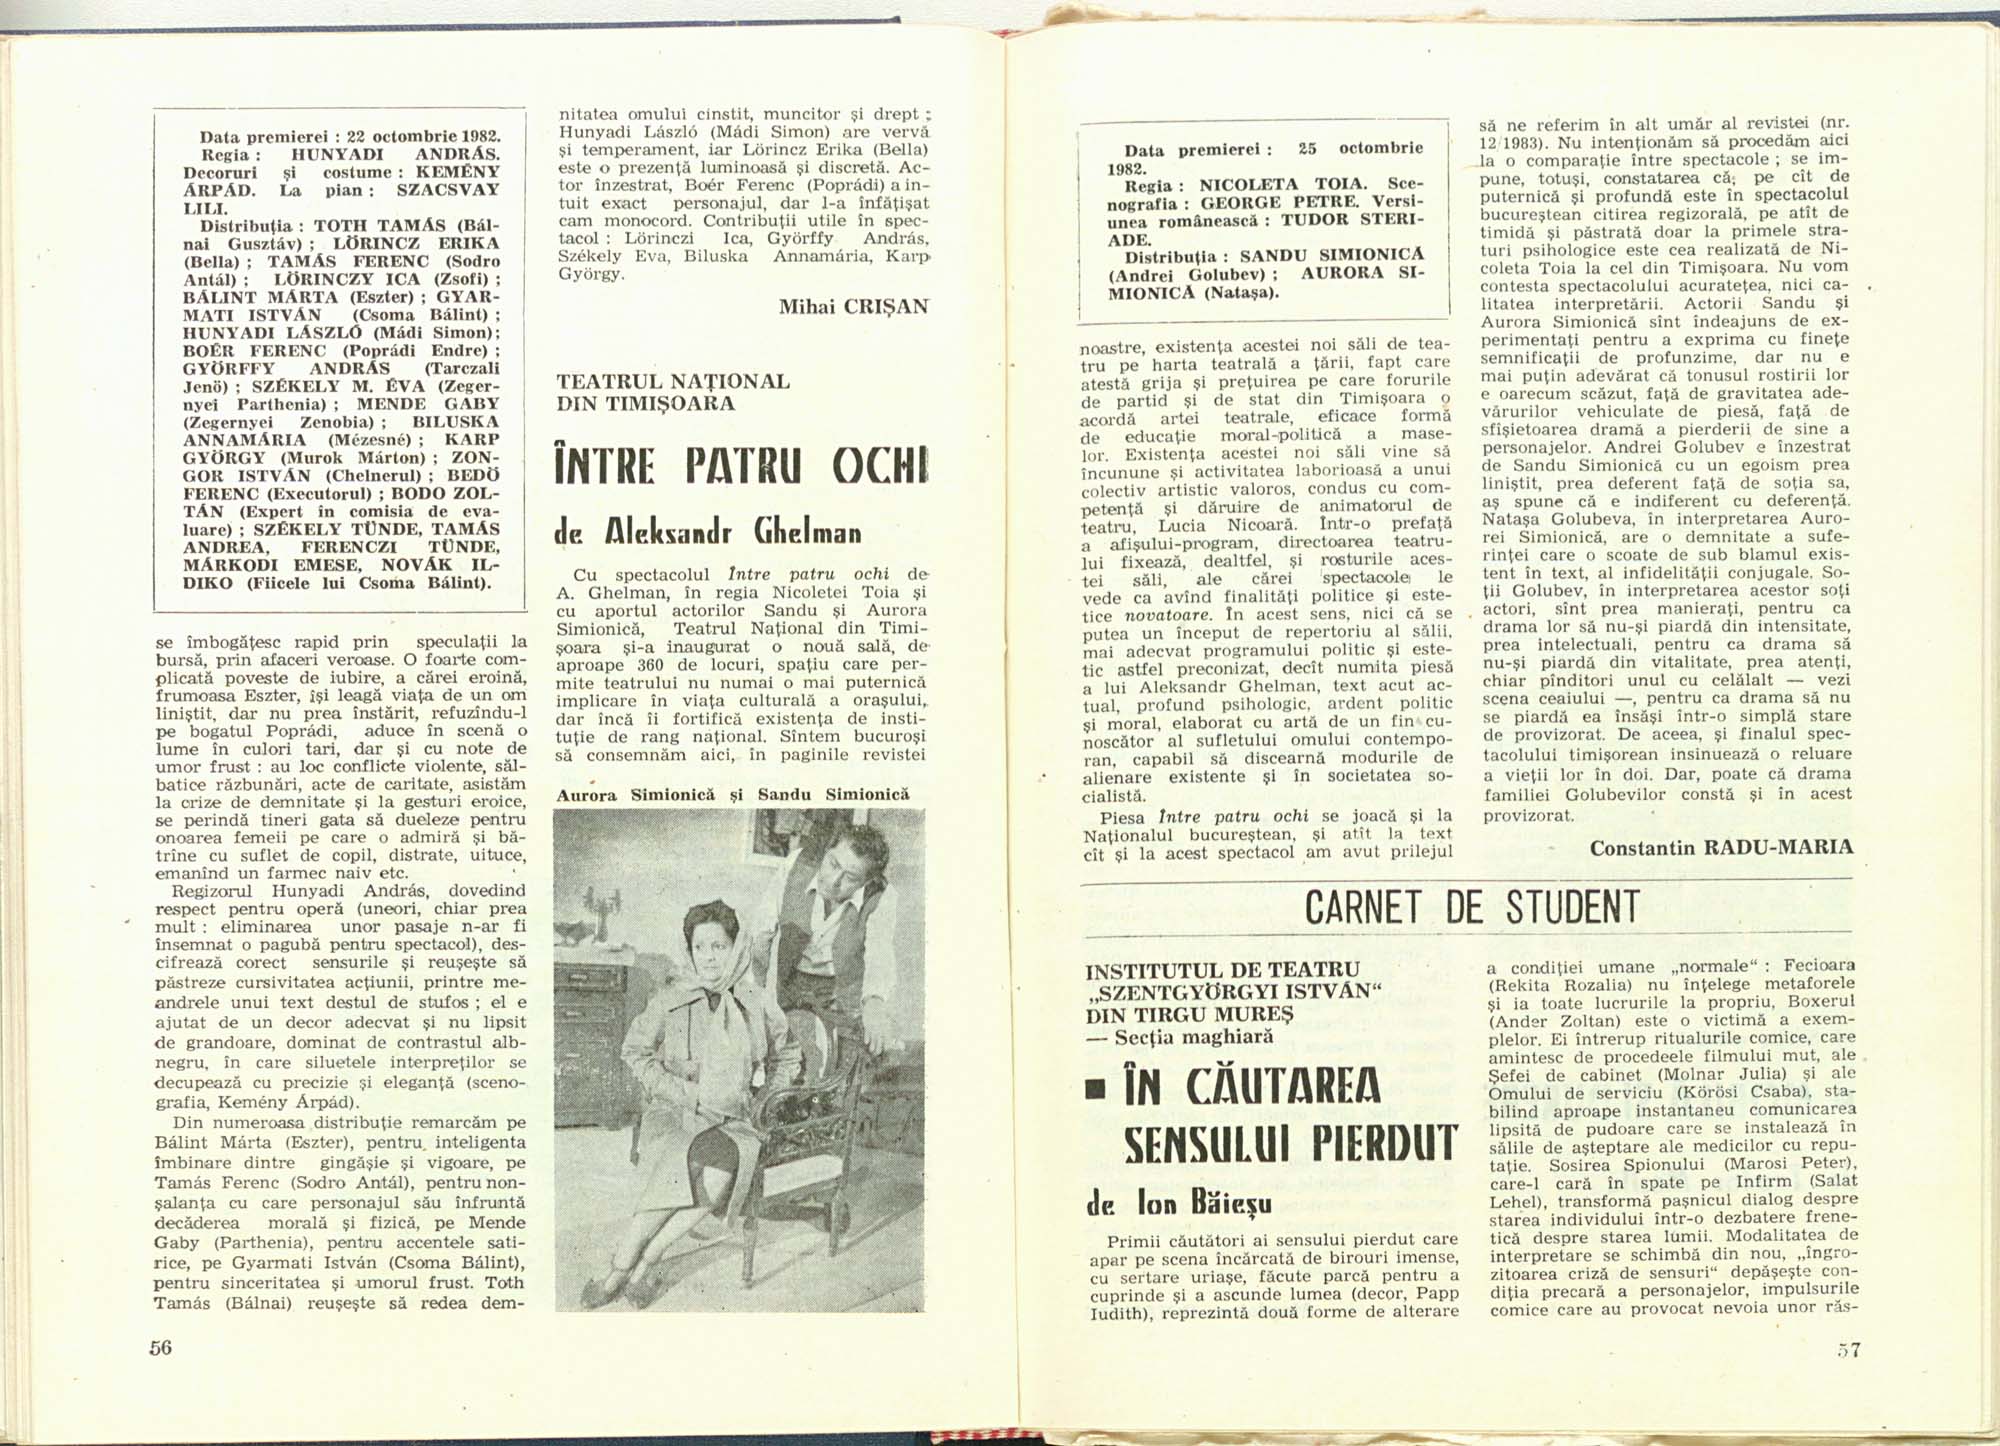 Data premierei : 22 octombrie 1982.
Regia : HUNYADI ANDRÁS.
Decoruri și costume : KEMÉNY
ÁRPÁD. La pian : SZACSVAY
LILI.
Distribuția : TOTH TAMÁS (Bál-
nai Gusztáv) ; LÖRINCZ ERIKA
(Bella) ; TAMÁS FERENC (Sodro
Antál) ; LÖRINCZY ICA (Zsofi) ;
BÁLINT MÁRTA (Eszter) ; GYAR-
MATI ISTVÁN (Csoma Bálint) ;
HUNYADI LÁSZLÓ (Mádi Simon);
BOÉR FERENC (Poprádi Endre) ;
GYÖRFFY ANDRÁS (Tarczali
Jenö) ; SZÉKELY M. ÉVA (Zeger-
nyei Parthenia) ; MENDE GABY
(Zegernyei Zenobia) ; BILUSKA
ANNAMÁRIA (Mézesné) ; KARP
GYÖRGY (Murok Márton) ; ZON-
GOR ISTVÁN (Chelnerul) ; BEDÖ
FERENC (Executorul) ; BODO ZOL-
TÁN (Expert în comisia de eva-
luare) ; SZÉKELY TÜNDE, TAMÁS
ANDREA, FERENCZI TÜNDE,
MÁRKODI EMESE, NOVÁK IL-
DIKO (Fiicele lui Csoma Bálint).
se îmbogățesc rapid prin speculații la
bursă, prin afaceri veroase. O foarte com-
plicată poveste de iubire, a cărei eroină,
frumoasa Eszter, își leagă viața de un om
liniștit, dar nu prea înstărit, refuzîndu-l
pe bogatul Poprádi, aduce în scenă o
lume în culori tari, dar și cu note de
umor frust : au loc conflicte violente, săl-
batice răzbunări, acte de caritate, asistăm
la crize de demnitate și la gesturi eroice,
se perindă tineri gata să dueleze pentru
onoarea femeii pe care o admiră și bă-
trîne cu suflet de copil, distrate, uituce,
emanînd un farmec naiv etc.
Regizorul Hunyadi András, dovedind
respect pentru operă (uneori, chiar prea
mult : eliminarea unor pasaje n-ar fi
însemnat o pagubă pentru spectacol), des-
cifrează corect sensurile și reușește să
păstreze cursivitatea acțiunii, printre me-
andrele unui text destul de stufos ; el e
ajutat de un decor adecvat și nu lipsit
de grandoare, dominat de contrastul alb-
negru, în care siluetele interpreților se
decupează cu precizie și eleganță (sceno-
grafia, Kemény Árpád).
Din numeroasa distribuție remarcăm pe
Bálint Márta (Eszter), pentru inteligenta
îmbinare dintre gingășie și vigoare, pe
Tamás Ferenc (Sodro Antál), pentru non-
șalanța cu care personajul său înfruntă
decăderea morală și fizică, pe Mende
Gaby (Parthenia), pentru accentele sati-
rice, pe Gyarmati István (Csoma Bálint),
pentru sinceritatea și umorul frust. Toth
Tamás (Bálnai) reușește să redea dem-
56
nitatea omului cinstit, muncitor și drept ;
Hunyadi László (Mádi Simon) are vervă
și temperament, iar Lörincz Erika (Bella)
este o prezență luminoasă și discretă. Ac-
tor înzestrat, Boér Ferenc (Poprádi) a in-
tuit exact personajul, dar l-a înfățișat
cam monocord. Contribuții utile în spec-
tacol : Lörinczi Ica, Györffy András,
Székely Eva, Biluska Annamária, Karp
György.
Mihai CRIȘAN
TEATRUL NAȚIONAL
DIN TIMIȘOARA
ÎNTRE PATRU OCHI
de Aleksandr Ghelman
Cu spectacolul Între patru ochi de
A. Ghelman, în regia Nicoletei Toia și
cu aportul actorilor Sandu și Aurora
Simionică, Teatrul Național din Timi-
șoara și-a inaugurat o nouă sală, de
aproape 360 de locuri, spațiu care per-
mite teatrului nu numai o mai puternică
implicare în viața culturală a orașului,
dar încă îi fortifică existența de insti-
tuție de rang național. Sîntem bucuroși
să consemnăm aici, în paginile revistei
Aurora Simionică și Sandu Simionică
Data premierei : 25 octombrie
1982.
Regia : NICOLETA TOIA. Sce-
nografia : GEORGE PETRE. Versi-
unea românească : TUDOR STERI-
ADE.
Distribuția : SANDU SIMIONICĂ
(Andrei Golubev) ; AURORA SI-
MIONICĂ (Natașa).
noastre, existența acestei noi săli de tea-
tru pe harta teatrală a țării, fapt care
atestă grija și prețuirea pe care forurile
de partid și de stat din Timișoara o
acordă artei teatrale, eficace formă
de educație moral-politică a mase-
lor. Existența acestei noi săli vine să
încunune și activitatea laborioasă a unui
colectiv artistic valoros, condus cu com-
petență și dăruire de animatorul de
teatru, Lucia Nicoară. Într-o prefață
a afișului-program, directoarea teatru-
lui fixează, dealtfel, și rosturile aces-
tei săli, ale cărei spectacole le
vede ca avînd finalități politice și este-
tice novatoare. În acest sens, nici că se
putea un început de repertoriu al sălii,
mai adecvat programului politic și este-
tic astfel preconizat, decît numita piesă
a lui Aleksandr Ghelman, text acut ac-
tual, profund psihologic, ardent politic
și moral, elaborat cu artă de un fin cu-
noscător al sufletului omului contempo-
ran, capabil să discearnă modurile de
alienare existente și în societatea so-
cialistă.
Piesa Între patru ochi se joacă și la
Naționalul bucureștean, și atît la text
cît și la acest spectacol am avut prilejul
să ne referim în alt umăr al revistei (nr.
12/1983). Nu intenționăm să procedăm aici
la o comparație între spectacole ; se im-
pune, totuși, constatarea că, pe cît de
puternică și profundă este în spectacolul
bucureștean citirea regizorală, pe atît de
timidă și păstrată doar la primele stra-
turi psihologice este cea realizată de Ni-
coleta Toia la cel din Timișoara. Nu vom
contesta spectacolului acuratețea, nici ca-
litatea interpretării. Actorii Sandu și
Aurora Simionică sînt îndeajuns de ex-
perimentați pentru a exprima cu finețe
semnificații de profunzime, dar nu e
mai puțin adevărat că tonusul rostirii lor
e oarecum scăzut, față de gravitatea ade-
vărurilor vehiculate de piesă, față de
sfîșietoarea dramă a pierderii de sine a
personajelor. Andrei Golubev e înzestrat
de Sandu Simionică cu un egoism prea
liniștit, prea deferent față de soția sa,
aș spune că e indiferent cu deferență.
Natașa Golubeva, în interpretarea Auro-
rei Simionică, are o demnitate a sufe-
rinței care o scoate de sub blamul exis-
tent în text, al infidelității conjugale. So-
ții Golubev, în interpretarea acestor soți
actori, sînt prea manierați, pentru ca
drama lor să nu-și piardă din intensitate,
prea intelectuali, pentru ca drama să
nu-și piardă din vitalitate, prea atenți,
chiar pînditori unul cu celălalt — vezi
scena ceaiului —, pentru ca drama să nu
se piardă ea însăși într-o simplă stare
de provizorat. De aceea, și finalul spec-
tacolului timișorean insinuează o reluare
a vieții lor în doi. Dar, poate că drama
familiei Golubevilor constă și în acest
provizorat.
Constantin RADU-MARIA
CARNET DE STUDENT
INSTITUTUL DE TEATRU
„SZENTGYÖRGYI ISTVÁN“
DIN TIRGU MUREȘ
— Secția maghiară
■ ÎN CĂUTAREA
SENSULUI PIERDUT
de Ion Băieșu
Primii căutători ai sensului pierdut care
apar pe scena încărcată de birouri imense,
cu sertare uriașe, făcute parcă pentru a
cuprinde și a ascunde lumea (decor, Papp
Iudith), reprezintă două forme de alterare
a condiției umane „normale“ : Fecioara
(Rekita Rozalia) nu înțelege metaforele
și ia toate lucrurile la propriu, Boxerul
(Ander Zoltan) este o victimă a exem-
plelor. Ei întrerup ritualurile comice, care
amintesc de procedeele filmului mut, ale
Șefei de cabinet (Molnar Julia) și ale
Omului de serviciu (Körösi Csaba), sta-
bilind aproape instantaneu comunicarea
lipsită de pudoare care se instalează în
sălile de așteptare ale medicilor cu repu-
tație. Sosirea Spionului (Marosi Peter),
care-l cară în spate pe Infirm (Salat
Lehel), transformă pașnicul dialog despre
starea individului într-o dezbatere frene-
tică despre starea lumii. Modalitatea de
interpretare se schimbă din nou, „îngro-
zitoarea criză de sensuri“ depășește con-
diția precară a personajelor, impulsurile
comice care au provocat nevoia unor răs-
57